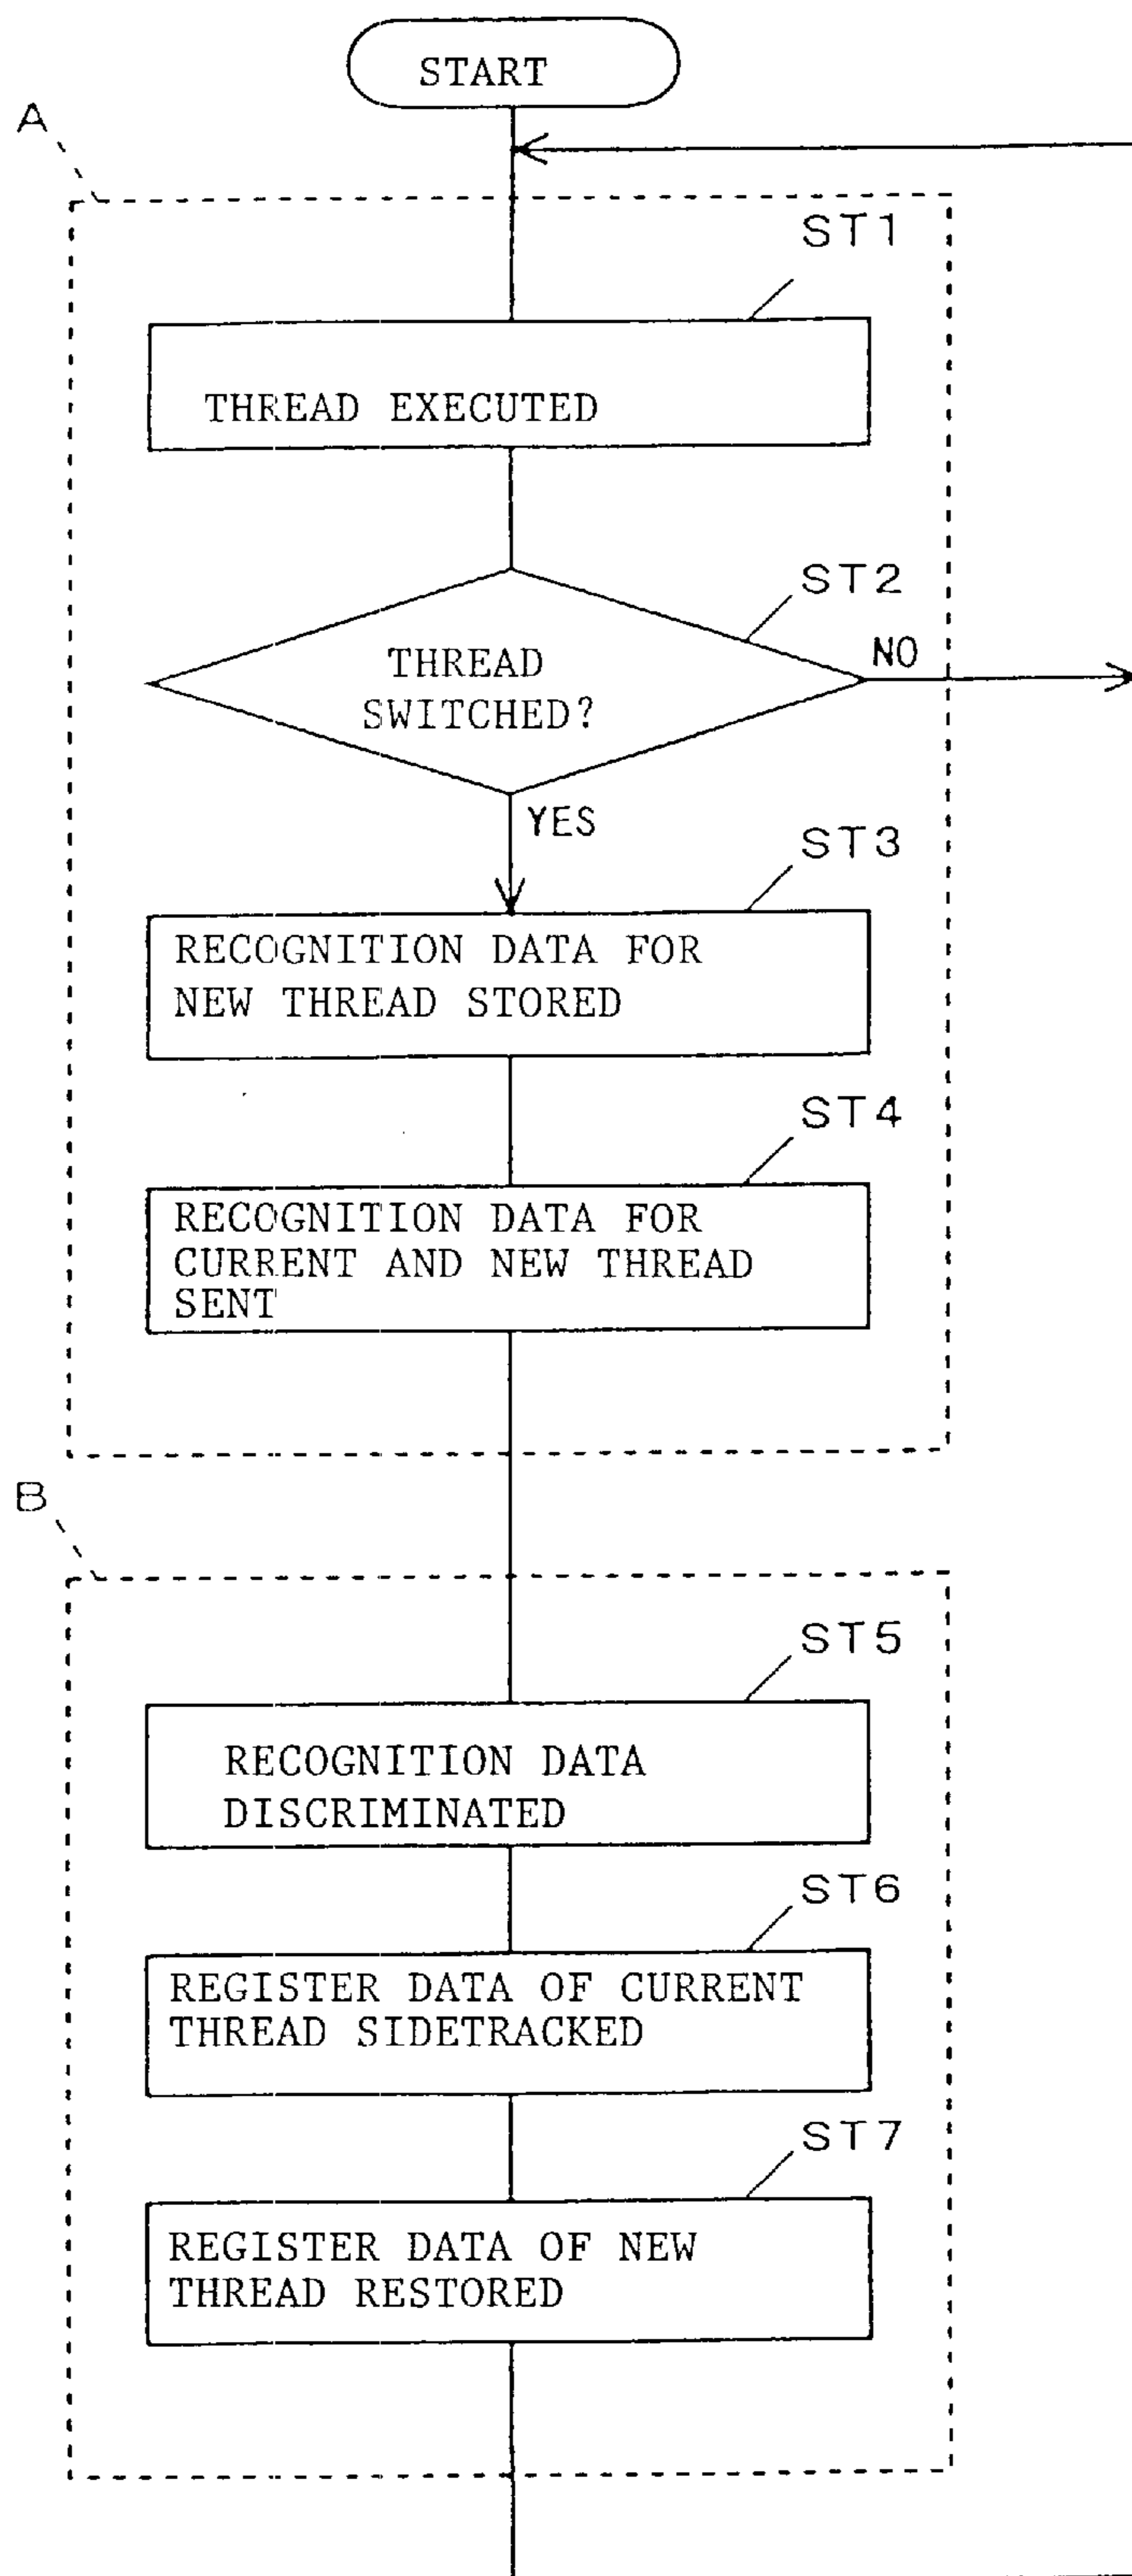 START
A
ST1
THREAD EXECUTED
ST2
THREAD
SWITCHED?
NO
YES
ST3
RECOGNITION DATA FOR
NEW THREAD STORED
ST4
RECOGNITION DATA FOR
CURRENT AND NEW THREAD
SENT
B
ST5
RECOGNITION DATA
DISCRIMINATED
ST6
REGISTER DATA OF CURRENT
THREAD SIDETRACKED
ST7
REGISTER DATA OF NEW
THREAD RESTORED